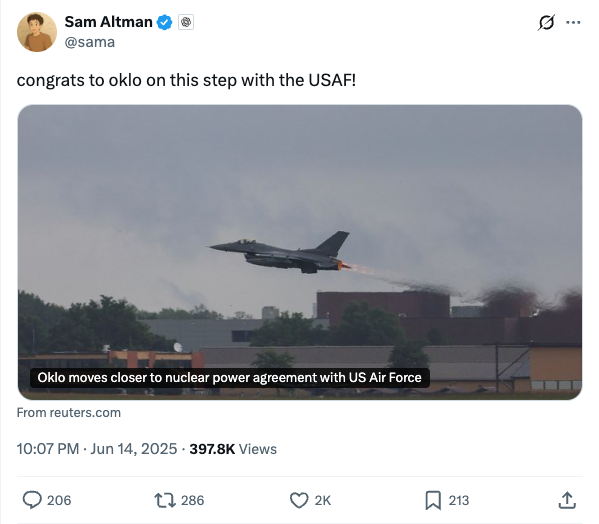 Sam Altman
@sama
congrats to oklo on this step with the USAF!
Oklo moves closer to nuclear power agreement with US Air Force
From reuters.com
10:07 PM · Jun 14, 2025 · 397.8K Views
206 286 2K 213